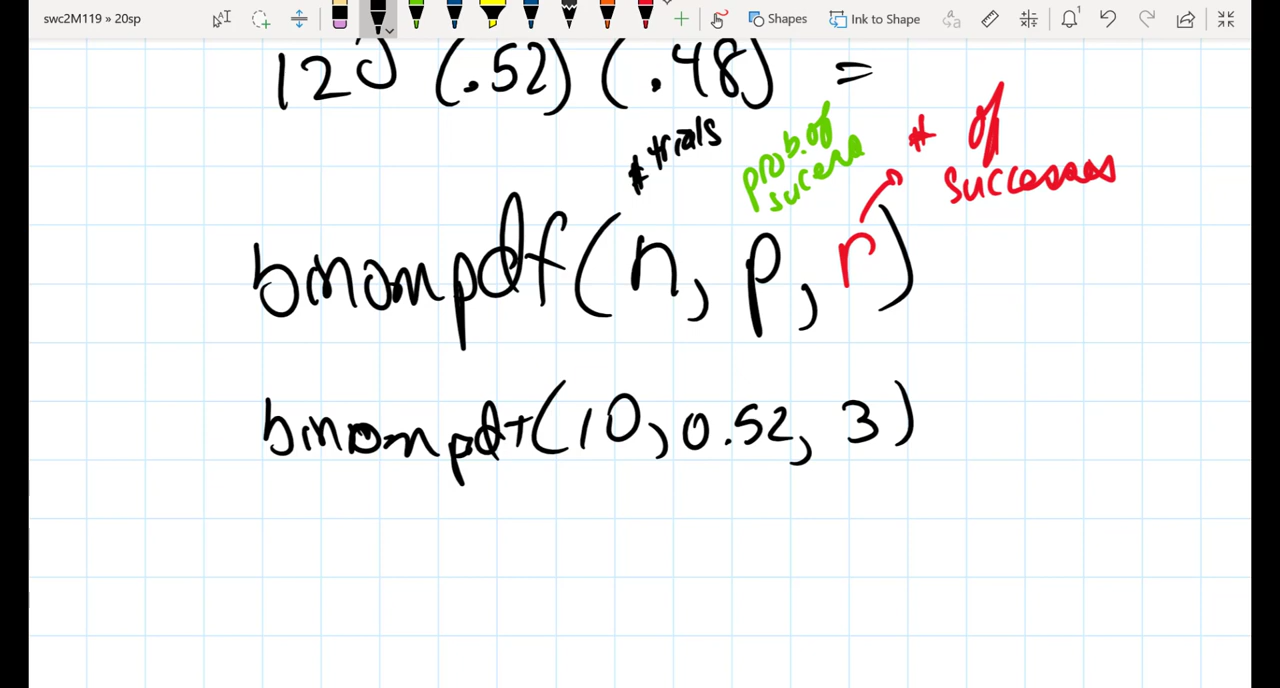 swc2M119 » 20sp
Shapes
Ink to Shape
120 (.52) (.48) =
# trials
prob. of
sucess
# of
successes
binompdf(n, p, r)
binompdf(10, 0.52, 3)